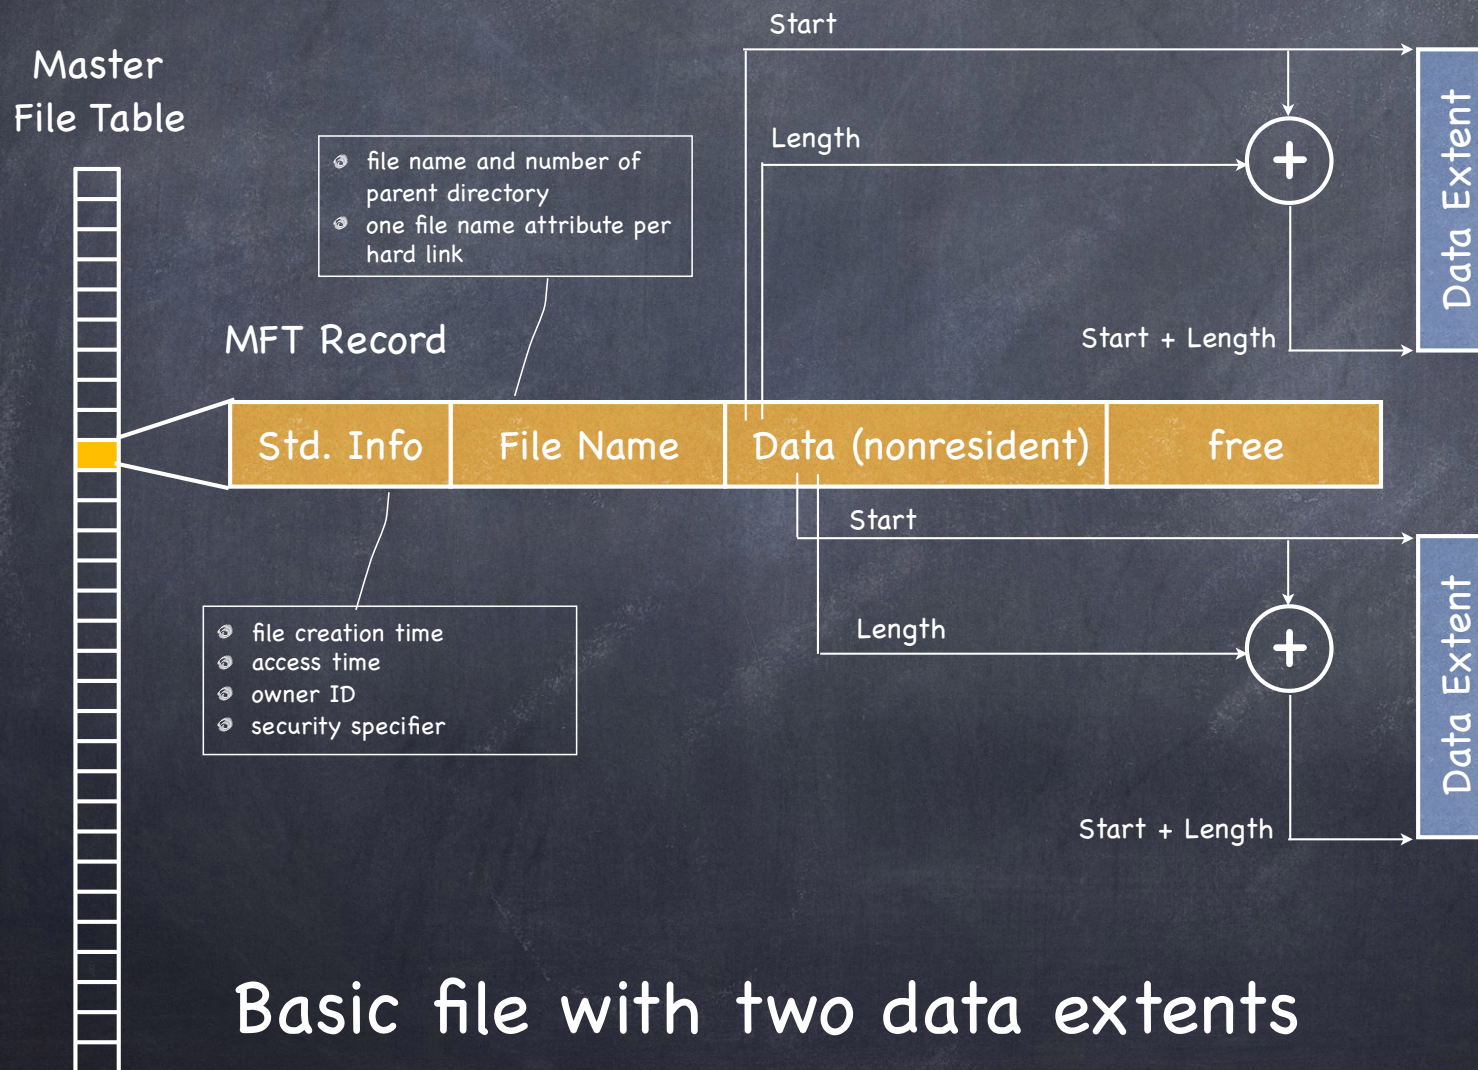 Start
Master
File Table
Length
file name and number of
parent directory
one file name attribute per
hard link
Data Extent
Start + Length
MFT Record
Std. Info
File Name
Data (nonresident)
free
Start
Length
file creation time
access time
owner ID
security specifier
Data Extent
Start + Length
Basic file with two data extents